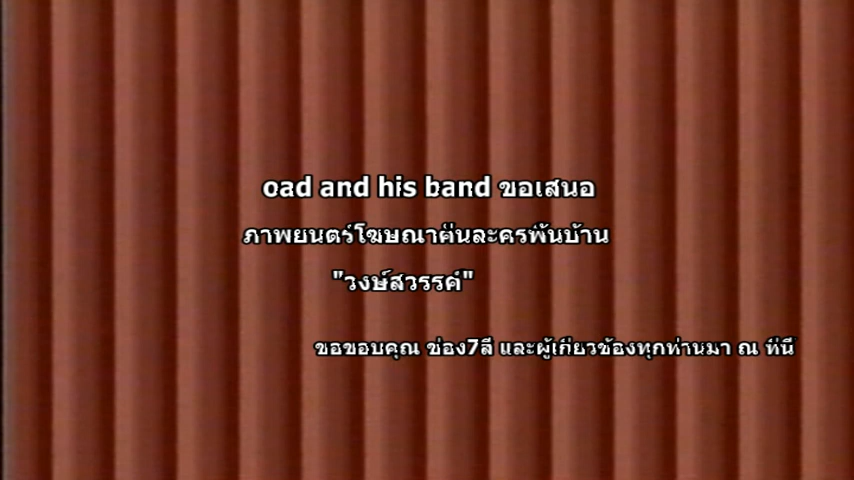 oad and his band ขอเสนอ
ภาพยนตร์โฆษณาคั่นละครพื้นบ้าน
"วงษ์สวรรค์"
ขอขอบคุณ ช่อง7สี และผู้เกี่ยวข้องทุกท่านมา ณ ที่นี้